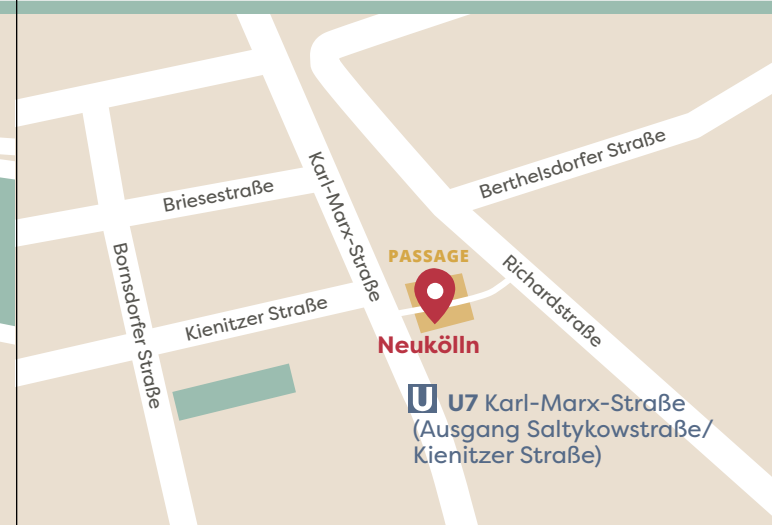 Berthelsdorfer Straße
Karl-Marx-Straße
Briesestraße
Bornsdorfer Straße
PASSAGE
Richardstraße
Kienitzer Straße
Neukölln
U U7 Karl-Marx-Straße
(Ausgang Saltykowstraße/
Kienitzer Straße)